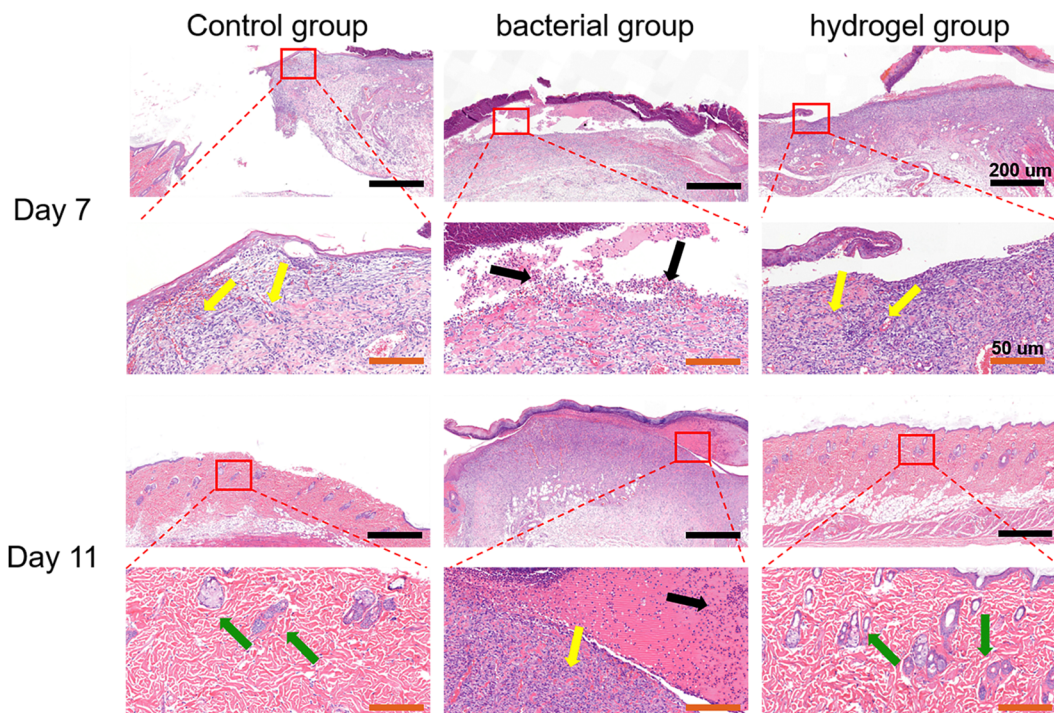 Control group bacterial group hydrogel group
Day 7
200 um
50 um
Day 11